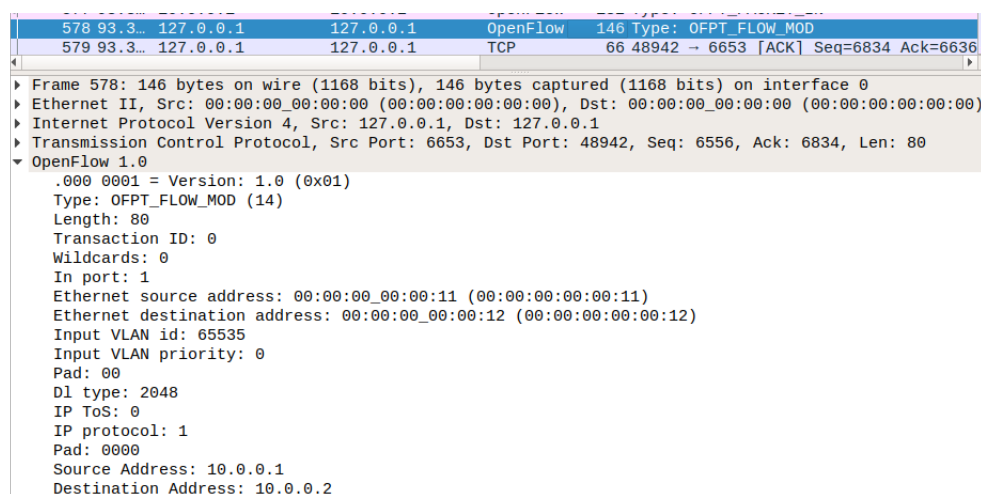 578 93.3… 127.0.0.1 127.0.0.1 OpenFlow 146 Type: OFPT_FLOW_MOD
579 93.3… 127.0.0.1 127.0.0.1 TCP 66 48942 → 6653 [ACK] Seq=6834 Ack=6636
Frame 578: 146 bytes on wire (1168 bits), 146 bytes captured (1168 bits) on interface 0
Ethernet II, Src: 00:00:00_00:00:00 (00:00:00:00:00:00), Dst: 00:00:00_00:00:00 (00:00:00:00:00:00)
Internet Protocol Version 4, Src: 127.0.0.1, Dst: 127.0.0.1
Transmission Control Protocol, Src Port: 6653, Dst Port: 48942, Seq: 6556, Ack: 6834, Len: 80
OpenFlow 1.0
.000 0001 = Version: 1.0 (0x01)
Type: OFPT_FLOW_MOD (14)
Length: 80
Transaction ID: 0
Wildcards: 0
In port: 1
Ethernet source address: 00:00:00_00:00:11 (00:00:00:00:00:11)
Ethernet destination address: 00:00:00_00:00:12 (00:00:00:00:00:12)
Input VLAN id: 65535
Input VLAN priority: 0
Pad: 00
Dl type: 2048
IP ToS: 0
IP protocol: 1
Pad: 0000
Source Address: 10.0.0.1
Destination Address: 10.0.0.2